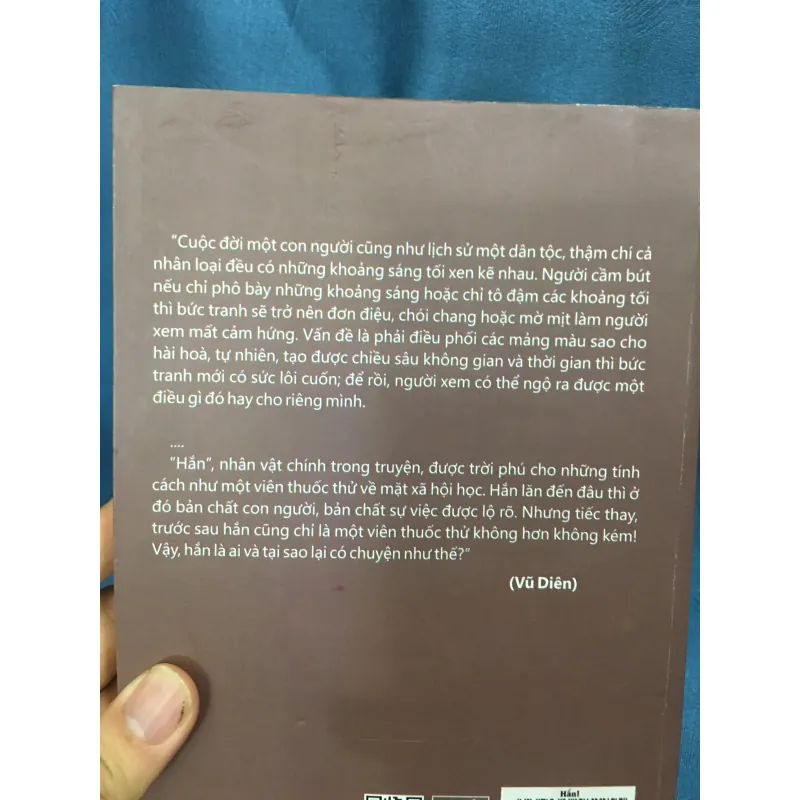 "Cuộc đời một con người cũng như lịch sử một dân tộc, thậm chí cả
nhân loại đều có những khoảng sáng tối xen kẽ nhau. Người cầm bút
nếu chỉ phô bày những khoảng sáng hoặc chỉ tô đậm các khoảng tối
thì bức tranh sẽ trở nên đơn điệu, chói chang hoặc mờ mịt làm người
xem mất cảm hứng. Vấn đề là phải điều phối các mảng màu sao cho
hài hoà, tự nhiên, tạo được chiều sâu không gian và thời gian thì bức
tranh mới có sức lôi cuốn; để rồi, người xem có thể ngộ ra được một
điều gì đó hay cho riêng mình.
....
"Hắn", nhân vật chính trong truyện, được trời phú cho những tính
cách như một viên thuốc thử về mặt xã hội học. Hắn lăn đến đâu thì ở
đó bản chất con người, bản chất sự việc được lộ rõ. Nhưng tiếc thay,
trước sau hắn cũng chỉ là một viên thuốc thử không hơn không kém!
Vậy, hắn là ai và tại sao lại có chuyện như thế?"
(Vũ Diên)
Hắn!